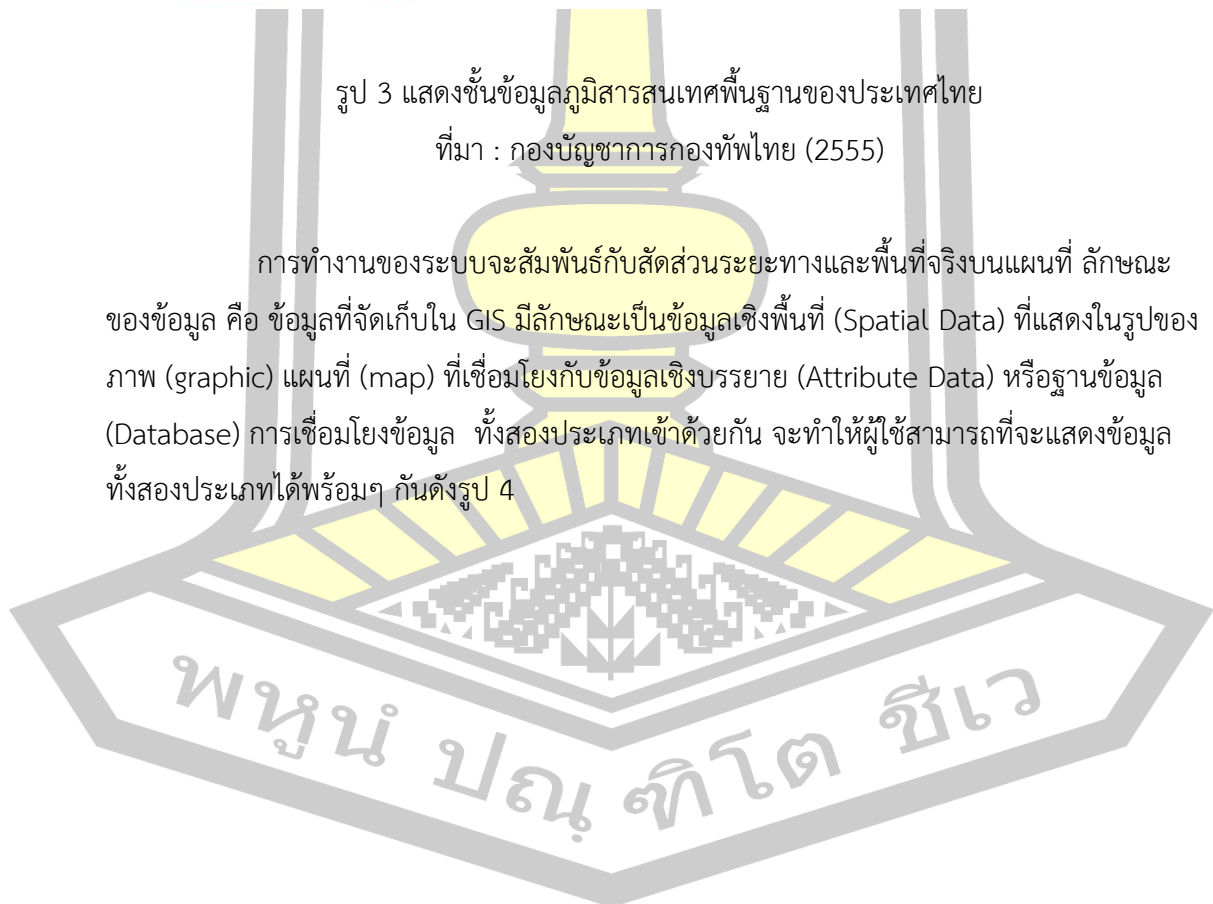 รูป 3 แสดงชั้นข้อมูลภูมิสารสนเทศพื้นฐานของประเทศไทย
ที่มา : กองบัญชาการกองทัพไทย (2555)
การทำงานของระบบจะสัมพันธ์กับสัดส่วนระยะทางและพื้นที่จริงบนแผนที่ ลักษณะ
ของข้อมูล คือ ข้อมูลที่จัดเก็บใน GIS มีลักษณะเป็นข้อมูลเชิงพื้นที่ (Spatial Data) ที่แสดงในรูปของ
ภาพ (graphic) แผนที่ (map) ที่เชื่อมโยงกับข้อมูลเชิงบรรยาย (Attribute Data) หรือฐานข้อมูล
(Database) การเชื่อมโยงข้อมูล ทั้งสองประเภทเข้าด้วยกัน จะทำให้ผู้ใช้สามารถที่จะแสดงข้อมูล
ทั้งสองประเภทได้พร้อมๆ กันดังรูป 4
พหูนํ ปณฺ ฑิโต ชีเว